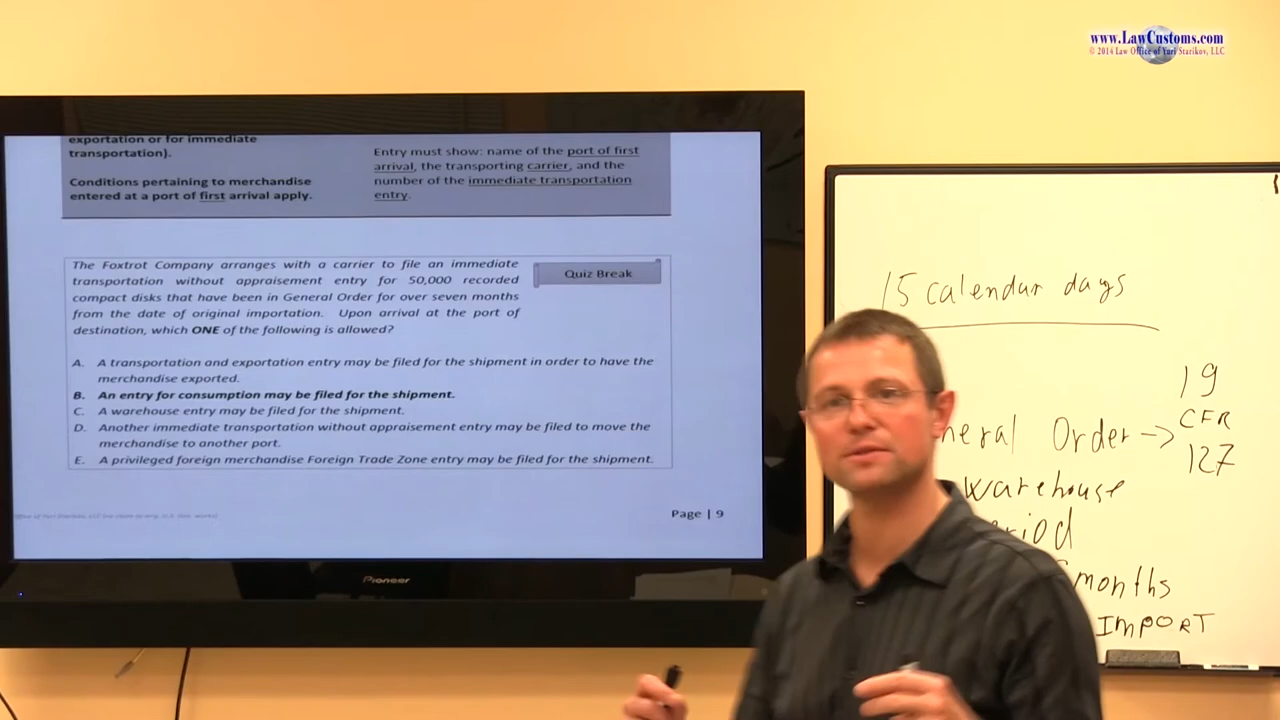 www.LawCustoms.com
© 2014 Law Office of Yuri Starikov, LLC
exportation or for immediate
transportation).
Conditions pertaining to merchandise
entered at a port of first arrival apply.
Entry must show: name of the port of first
arrival, the transporting carrier, and the
number of the immediate transportation
entry.
The Foxtrot Company arranges with a carrier to file an immediate
transportation without appraisement entry for 50,000 recorded
compact disks that have been in General Order for over seven months
from the date of original importation. Upon arrival at the port of
destination, which ONE of the following is allowed?
Quiz Break
A. A transportation and exportation entry may be filed for the shipment in order to have the
merchandise exported.
B. An entry for consumption may be filed for the shipment.
C. A warehouse entry may be filed for the shipment.
D. Another immediate transportation without appraisement entry may be filed to move the
merchandise to another port.
E. A privileged foreign merchandise Foreign Trade Zone entry may be filed for the shipment.
Page | 9
Pioneer
15 calendar days
neral Order -> 19
CFR
127
warehouse
riod
months
IMPORT